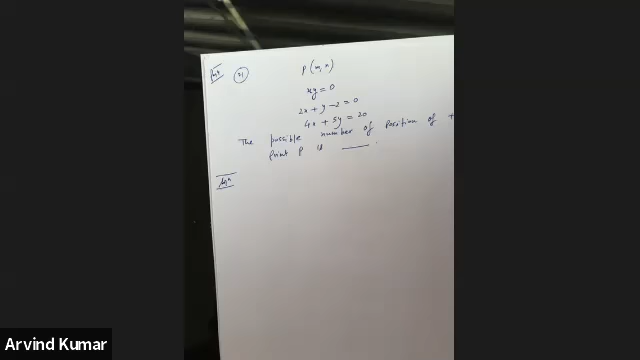 Qn
31
P (m, n)
xy = 0
2x + y - 2 = 0
4x + 5y = 20
The possible number of position of
point P is ____ .
Arvind Kumar